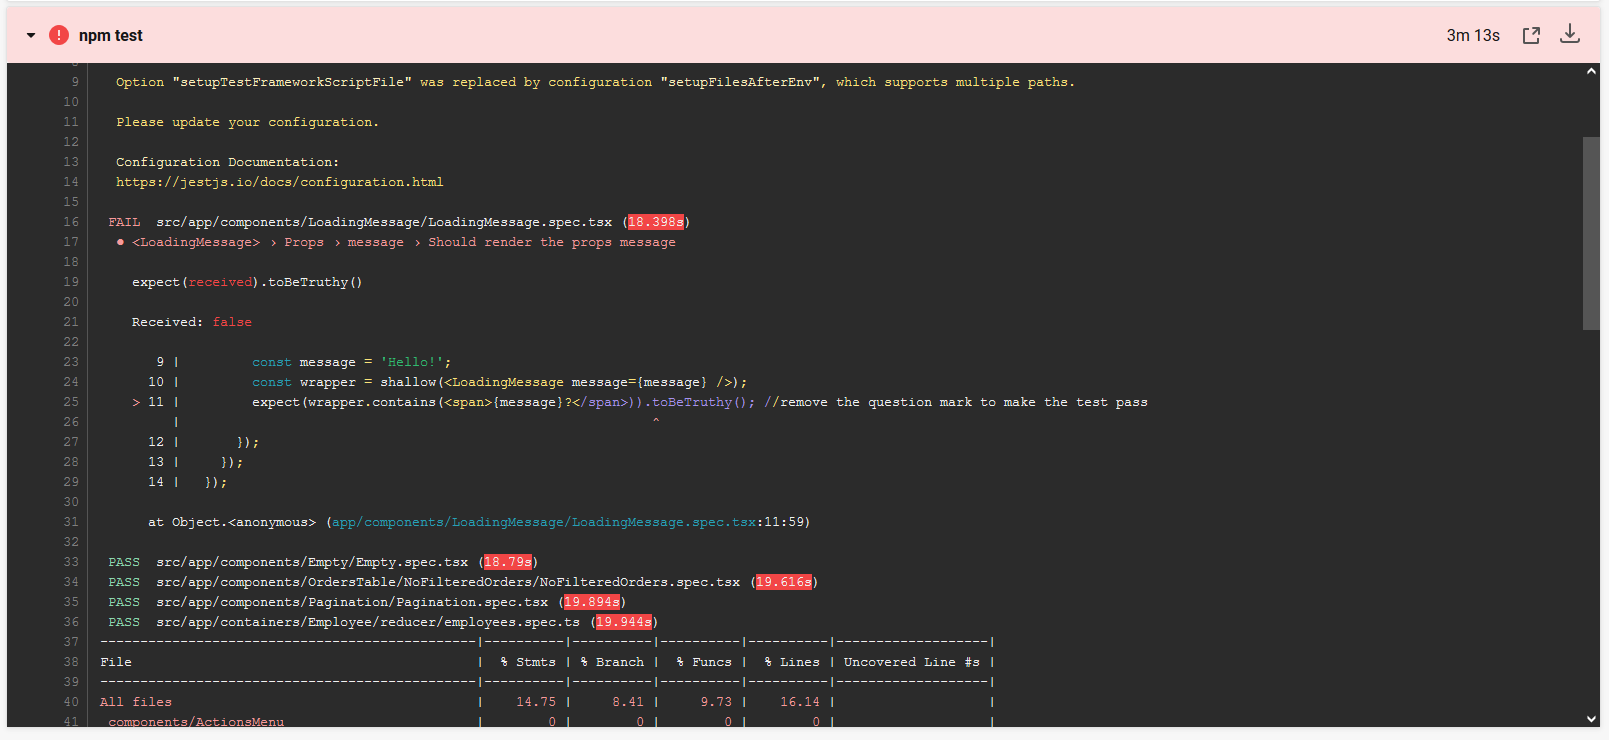 npm test
3m 13s
8
9 Option "setupTestFrameworkScriptFile" was replaced by configuration "setupFilesAfterEnv", which supports multiple paths.
10
11 Please update your configuration.
12
13 Configuration Documentation:
14 https://jestjs.io/docs/configuration.html
15
16 FAIL src/app/components/LoadingMessage/LoadingMessage.spec.tsx (18.398s)
17 ● <LoadingMessage> › Props › message › Should render the props message
18
19 expect(received).toBeTruthy()
20
21 Received: false
22
23 9 | const message = 'Hello!';
24 10 | const wrapper = shallow(<LoadingMessage message={message} />);
25 > 11 | expect(wrapper.contains(<span>{message}?</span>)).toBeTruthy(); //remove the question mark to make the test pass
26 | ^
27 12 | });
28 13 | });
29 14 | });
30
31 at Object.<anonymous> (app/components/LoadingMessage/LoadingMessage.spec.tsx:11:59)
32
33 PASS src/app/components/Empty/Empty.spec.tsx (18.79s)
34 PASS src/app/components/OrdersTable/NoFilteredOrders/NoFilteredOrders.spec.tsx (19.616s)
35 PASS src/app/components/Pagination/Pagination.spec.tsx (19.894s)
36 PASS src/app/containers/Employee/reducer/employees.spec.ts (19.944s)
37 -----------------------------------------------|----------|----------|----------|----------|-------------------|
38 File | % Stmts | % Branch | % Funcs | % Lines | Uncovered Line #s |
39 -----------------------------------------------|----------|----------|----------|----------|-------------------|
40 All files | 14.75 | 8.41 | 9.73 | 16.14 | |
41 components/ActionsMenu | 0 | 0 | 0 | 0 | |